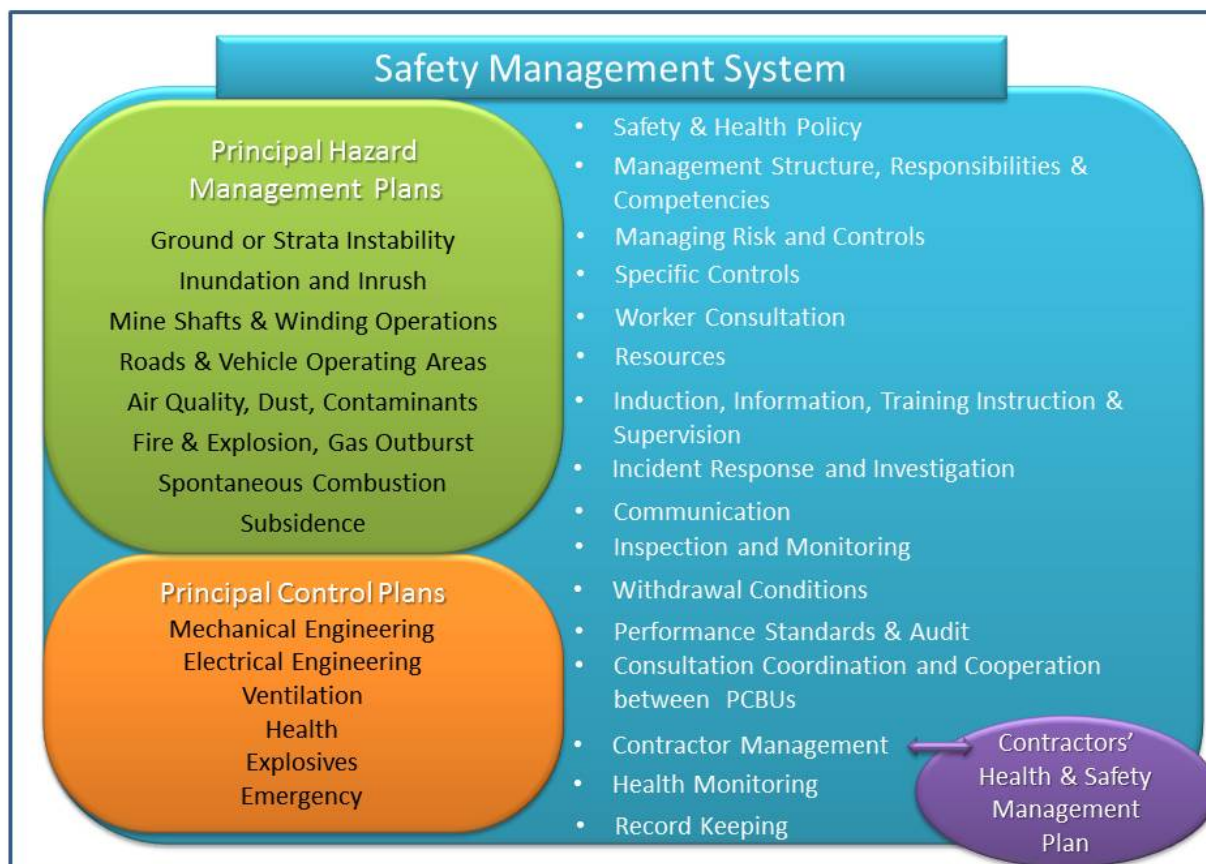 Safety Management System
Principal Hazard
Management Plans
Ground or Strata Instability
Inundation and Inrush
Mine Shafts & Winding Operations
Roads & Vehicle Operating Areas
Air Quality, Dust, Contaminants
Fire & Explosion, Gas Outburst
Spontaneous Combustion
Subsidence
Principal Control Plans
Mechanical Engineering
Electrical Engineering
Ventilation
Health
Explosives
Emergency
• Safety & Health Policy
• Management Structure, Responsibilities &
Competencies
• Managing Risk and Controls
• Specific Controls
• Worker Consultation
• Resources
• Induction, Information, Training Instruction &
Supervision
• Incident Response and Investigation
• Communication
• Inspection and Monitoring
• Withdrawal Conditions
• Performance Standards & Audit
• Consultation Coordination and Cooperation
between PCBUs
• Contractor Management
• Health Monitoring
• Record Keeping
Contractors'
Health & Safety
Management
Plan